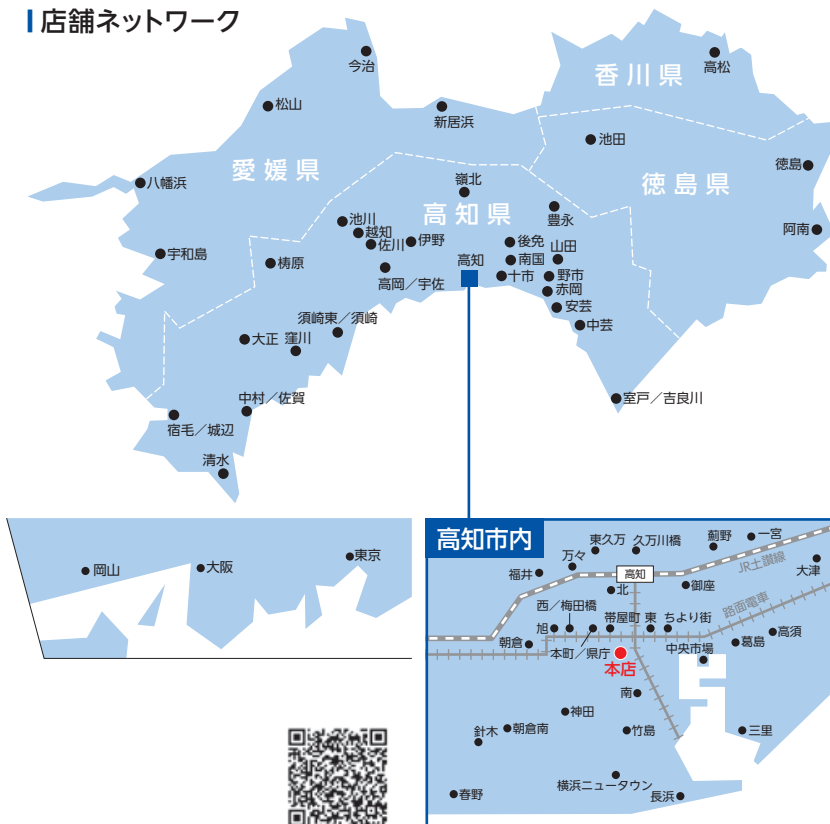 店舗ネットワーク
今治
高松
香川県
松山
新居浜
池田
徳島
愛媛県
八幡浜
嶺北
徳島県
高知県
豊永
池川
越知
佐川
伊野
後免
山田
阿南
宇和島
梼原
高知
南国
高岡／宇佐
十市
野市
赤岡
安芸
須崎東／須崎
中芸
大正
窪川
中村／佐賀
室戸／吉良川
宿毛／城辺
清水
岡山
大阪
東京
高知市内
東久万
久万川橋
薊野
一宮
万々
JR土讃線
福井
高知
大津
北
御座
路面電車
西／梅田橋
帯屋町
東
ちより街
旭
高須
朝倉
本町／県庁
中央市場
葛島
本店
南
神田
針木
朝倉南
竹島
三里
横浜ニュータウン
春野
長浜